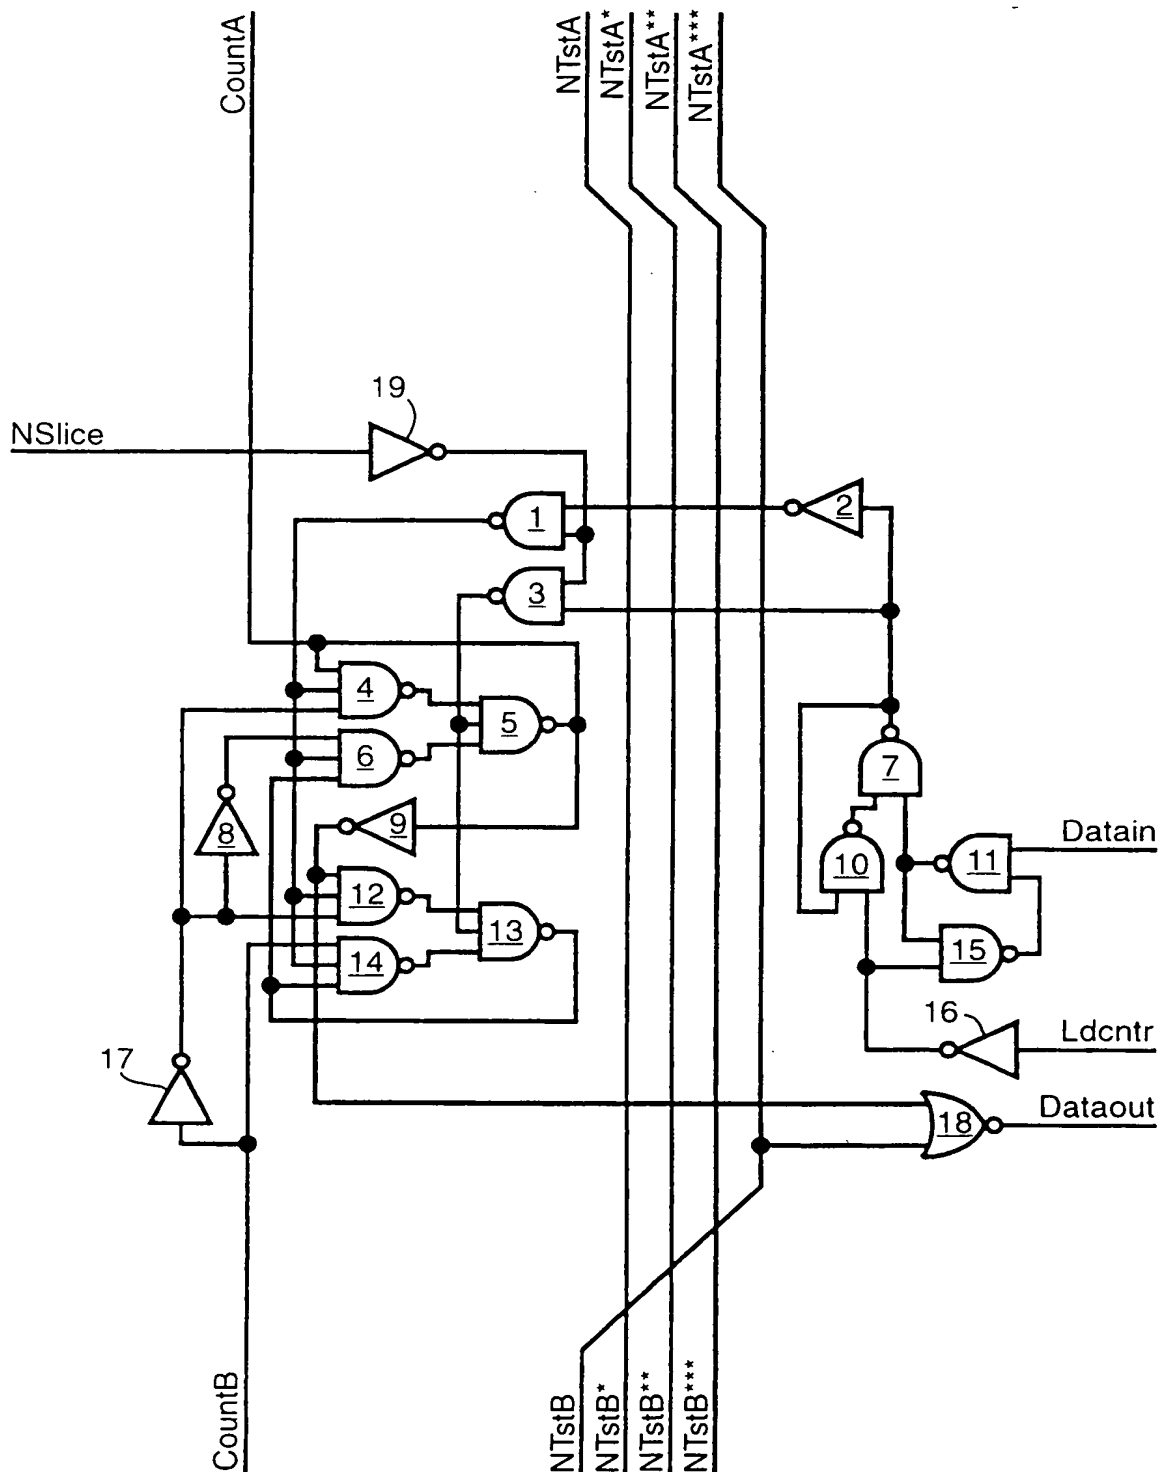 CountA
NTstA
NTstA*
NTstA**
NTstA***
19
NSlice
1
2
3
4
5
6
7
8
9
10
11
Datain
12
13
14
15
16
Ldcntr
17
18
Dataout
CountB
NTstB
NTstB*
NTstB**
NTstB***